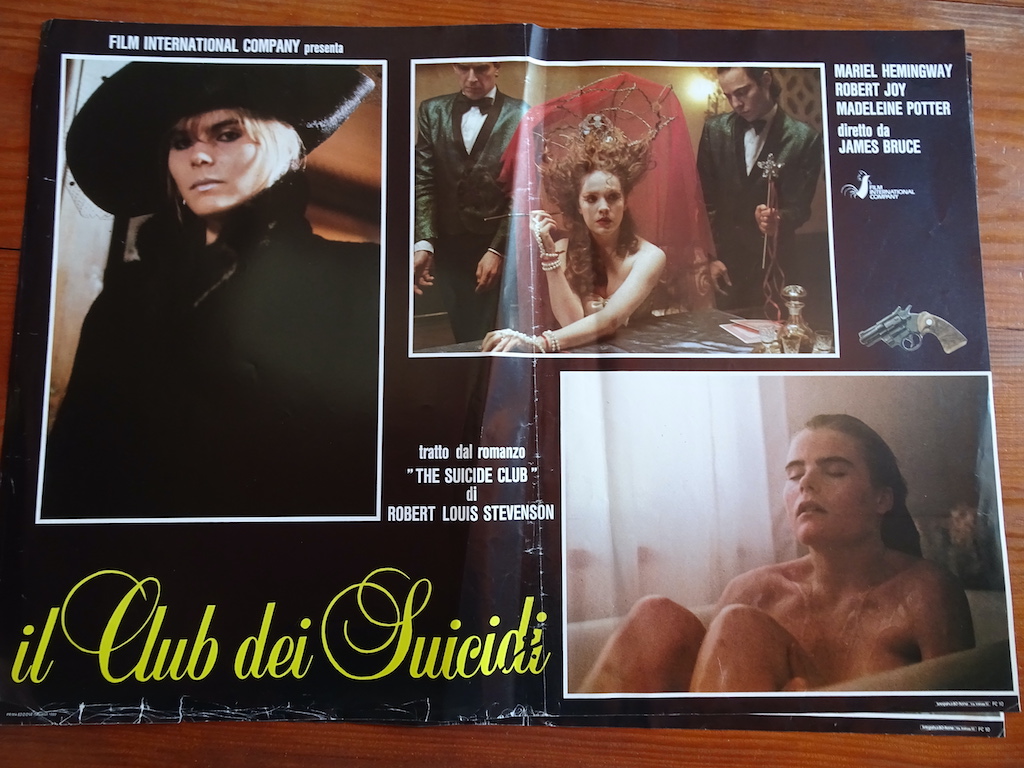 FILM INTERNATIONAL COMPANY presenta
MARIEL HEMINGWAY
ROBERT JOY
MADELEINE POTTER
diretto da
JAMES BRUCE
FILM
INTERNATIONAL
COMPANY
tratto dal romanzo
"THE SUICIDE CLUB"
di
ROBERT LOUIS STEVENSON
il Club dei Suicidi